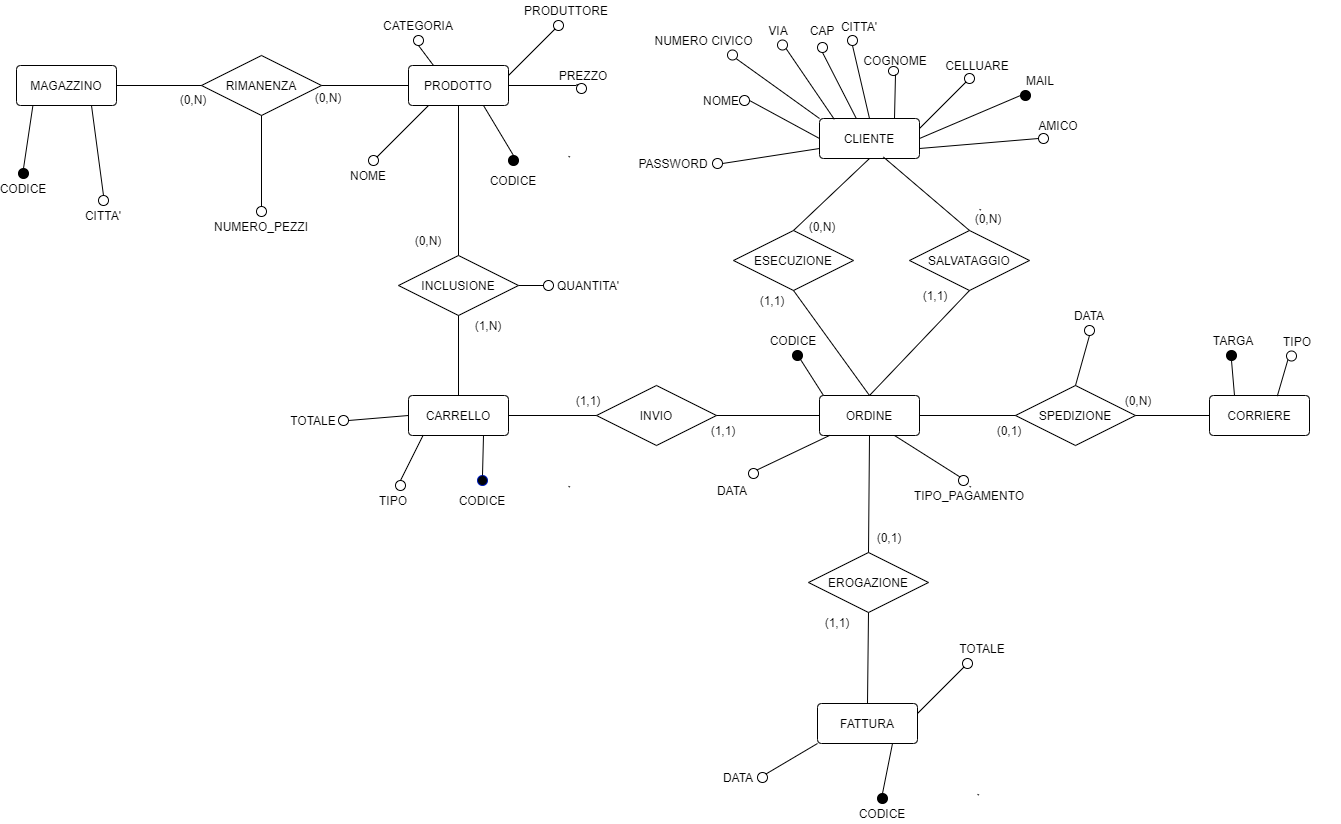 PRODUTTORE
CATEGORIA
PREZZO
MAGAZZINO
RIMANENZA
PRODOTTO
(0,N)
(0,N)
CODICE
CITTA'
NUMERO_PEZZI
NOME
CODICE
(0,N)
INCLUSIONE
QUANTITA'
(1,N)
NUMERO CIVICO
VIA
CAP
CITTA'
COGNOME
CELLUARE
MAIL
NOME
AMICO
CLIENTE
PASSWORD
(0,N)
(0,N)
ESECUZIONE
SALVATAGGIO
(1,1)
(1,1)
CODICE
DATA
TARGA
TIPO
TOTALE
CARRELLO
(1,1)
INVIO
(1,1)
ORDINE
(0,1)
SPEDIZIONE
(0,N)
CORRIERE
TIPO
CODICE
DATA
TIPO_PAGAMENTO
(0,1)
EROGAZIONE
(1,1)
TOTALE
FATTURA
DATA
CODICE